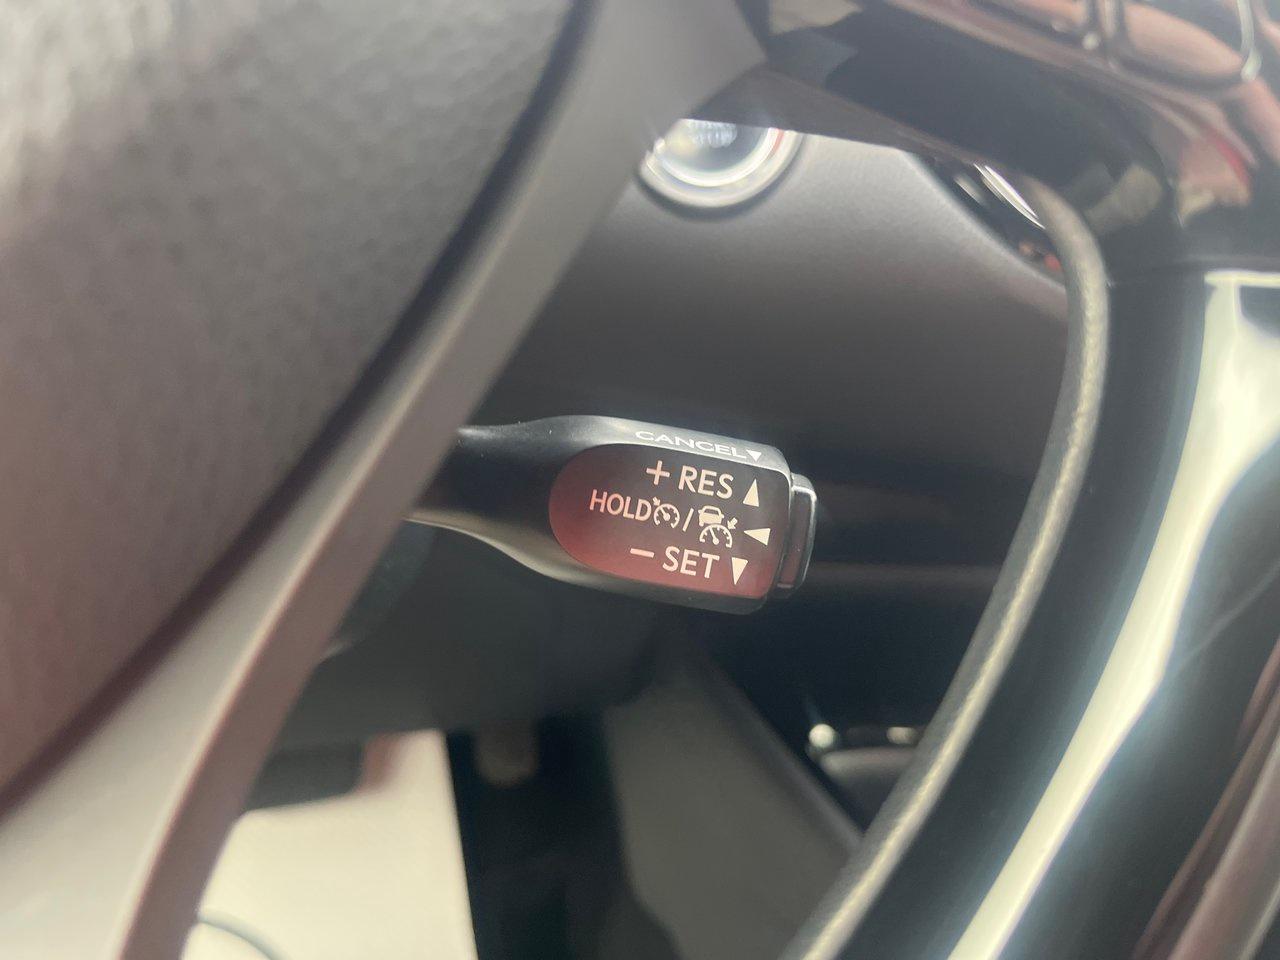 CANCEL▼
+ RES ▲
HOLD / ◀
− SET ▼